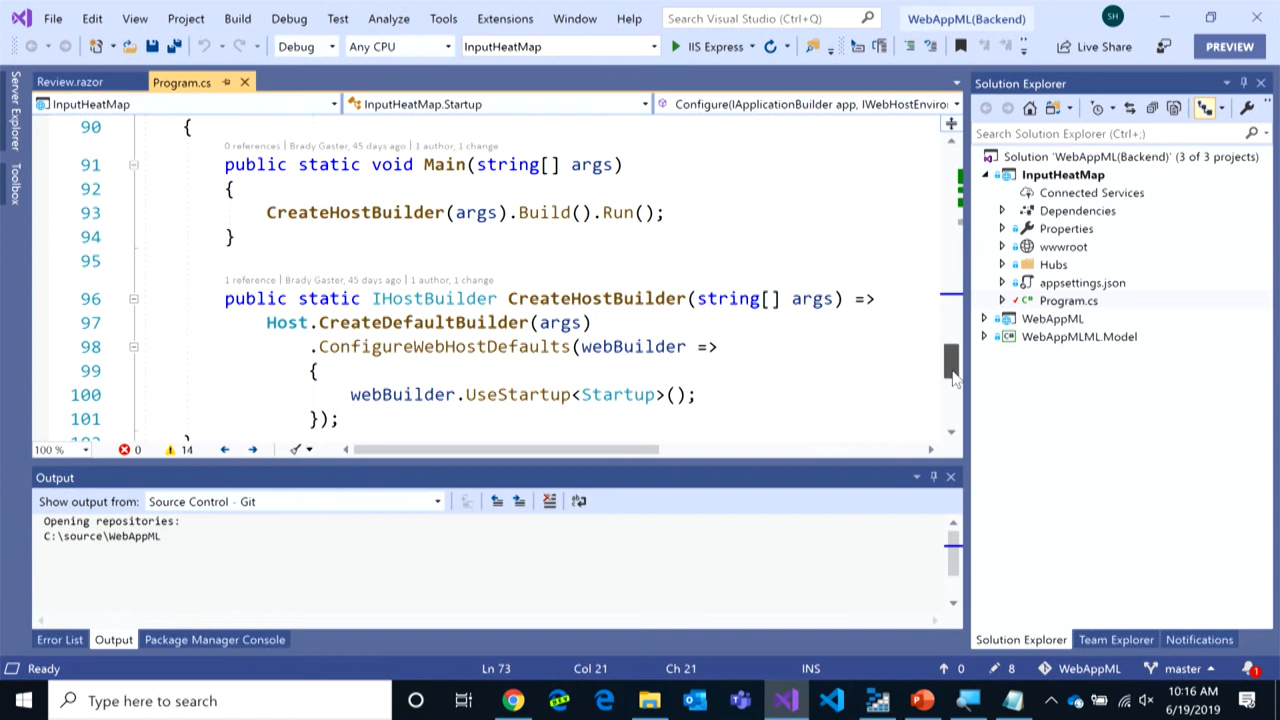 File Edit View Project Build Debug Test Analyze Tools Extensions Window Help Search Visual Studio (Ctrl+Q) WebAppML(Backend) SH
Debug Any CPU InputHeatMap IIS Express Live Share PREVIEW
Server Explorer
Toolbox
Review.razor Program.cs
InputHeatMap InputHeatMap.Startup Configure(IApplicationBuilder app, IWebHostEnviro
90 {
0 references | Brady Gaster, 45 days ago | 1 author, 1 change
91 public static void Main(string[] args)
92 {
93 CreateHostBuilder(args).Build().Run();
94 }
95
1 reference | Brady Gaster, 45 days ago | 1 author, 1 change
96 public static IHostBuilder CreateHostBuilder(string[] args) =>
97 Host.CreateDefaultBuilder(args)
98 .ConfigureWebHostDefaults(webBuilder =>
99 {
100 webBuilder.UseStartup<Startup>();
101 });
100 % 0 14
Output
Show output from: Source Control - Git
Opening repositories:
C:\source\WebAppML
Error List Output Package Manager Console
Solution Explorer
Search Solution Explorer (Ctrl+;)
Solution 'WebAppML(Backend)' (3 of 3 projects)
InputHeatMap
Connected Services
Dependencies
Properties
wwwroot
Hubs
appsettings.json
C# Program.cs
WebAppML
C# WebAppMLML.Model
Solution Explorer Team Explorer Notifications
Ready Ln 73 Col 21 Ch 21 INS 0 8 WebAppML master 1
Type here to search
10:16 AM
6/19/2019